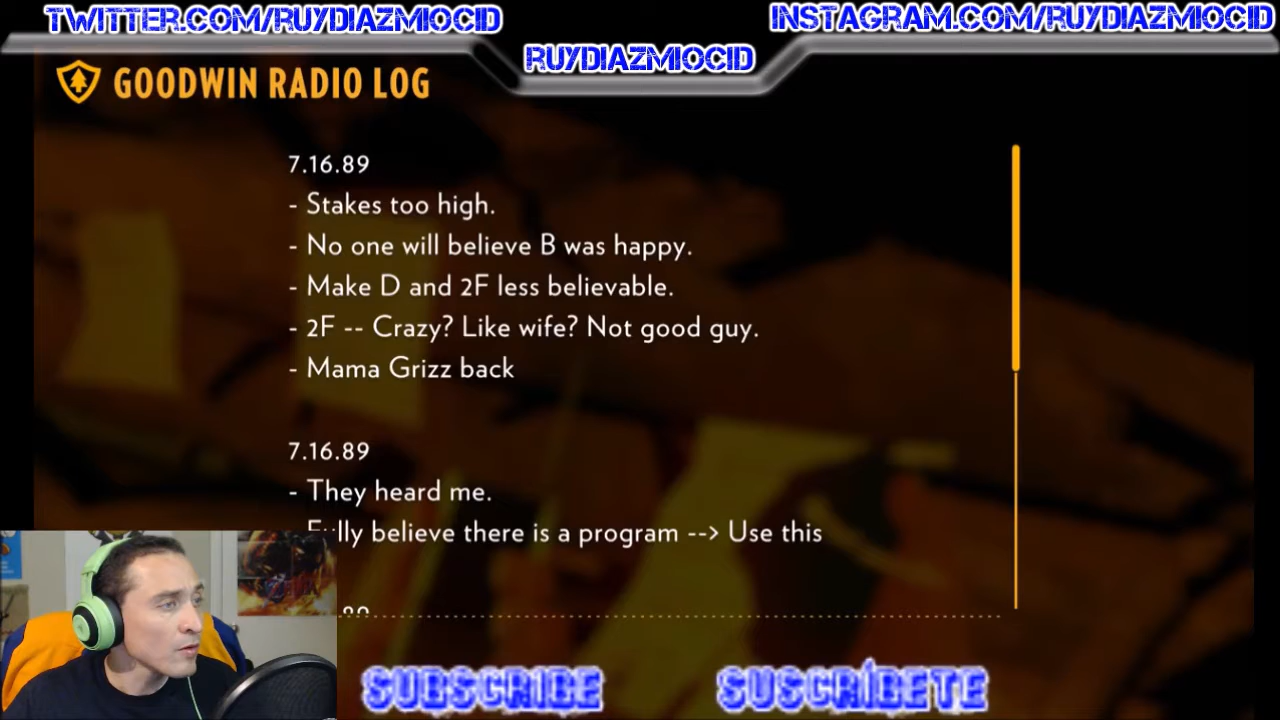 TWITTER.COM/RUYDIAZMIOCID
INSTAGRAM.COM/RUYDIAZMIOCID
RUYDIAZMIOCID
GOODWIN RADIO LOG
7.16.89
- Stakes too high.
- No one will believe B was happy.
- Make D and 2F less believable.
- 2F -- Crazy? Like wife? Not good guy.
- Mama Grizz back
7.16.89
- They heard me.
Fully believe there is a program --> Use this
.89
SUBSCRIBE
SUSCRÍBETE